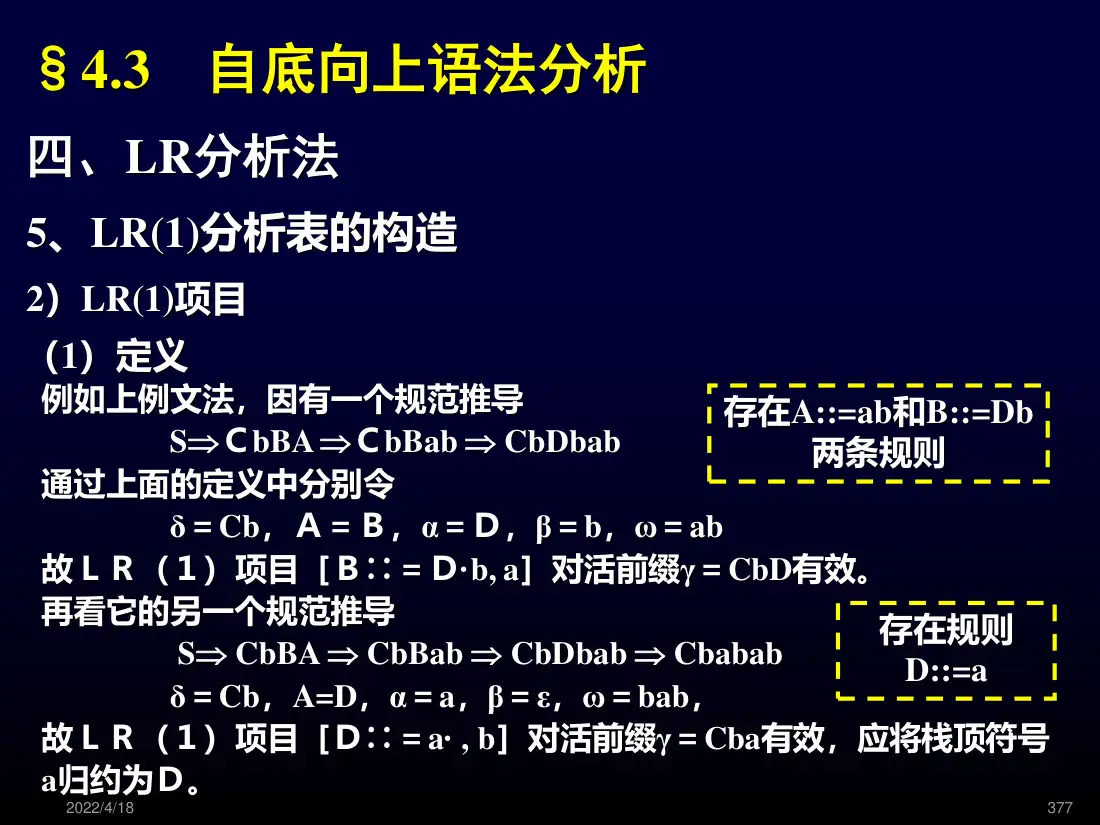 §4.3 自底向上语法分析
四、LR分析法
5、LR(1)分析表的构造
2）LR(1)项目
（1）定义
例如上例文法，因有一个规范推导
S⇒ＣbBA⇒ＣbBab⇒CbDbab
存在A::=ab和B::=Db
两条规则
通过上面的定义中分别令
δ＝Cb，Ａ＝Ｂ，α＝Ｄ，β＝b，ω＝ab
故ＬＲ（１）项目［Ｂ∷＝Ｄ·b, a］对活前缀γ＝CbD有效。
再看它的另一个规范推导
S⇒CbBA⇒CbBab⇒CbDbab⇒Cbabab
δ＝Cb，A=D，α＝a，β＝ε，ω＝bab，
存在规则
D::=a
故ＬＲ（１）项目［Ｄ∷＝a· , b］对活前缀γ＝Cba有效，应将栈顶符号
a归约为Ｄ。
2022/4/18
377